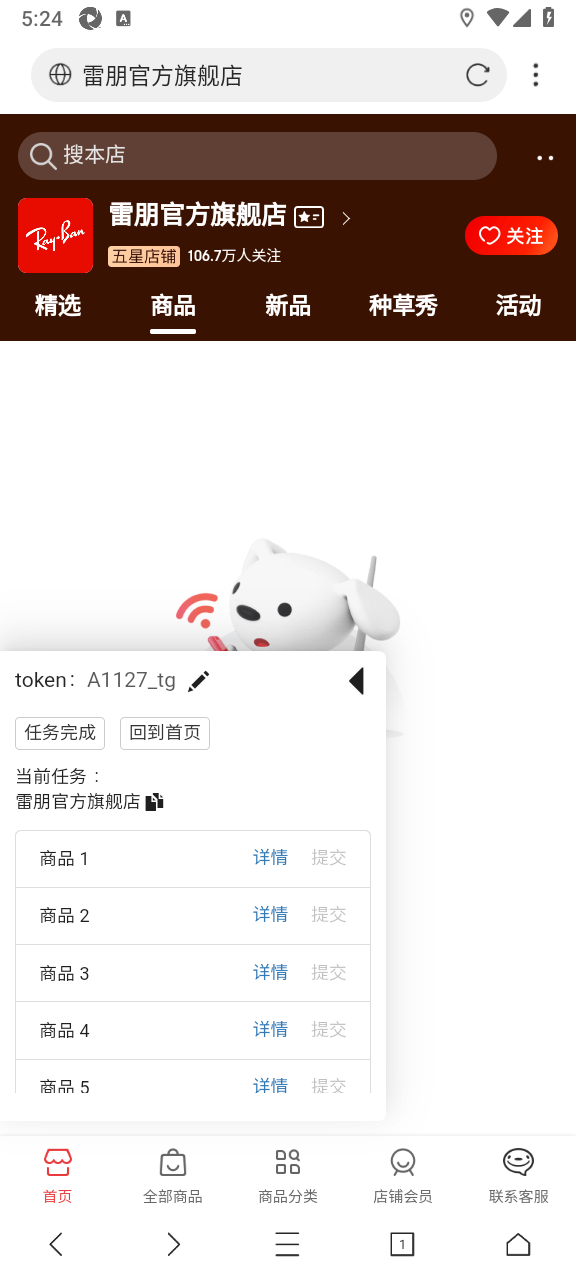 5:24
A
雷朋官方旗舰店
搜本店
Ray-Ban
雷朋官方旗舰店
五星店铺 106.7万人关注
关注
精选 商品 新品 种草秀 活动
token： A1127_tg
任务完成 回到首页
当前任务：
雷朋官方旗舰店
商品 1 详情 提交
商品 2 详情 提交
商品 3 详情 提交
商品 4 详情 提交
商品 5 详情 提交
首页 全部商品 商品分类 店铺会员 联系客服
1